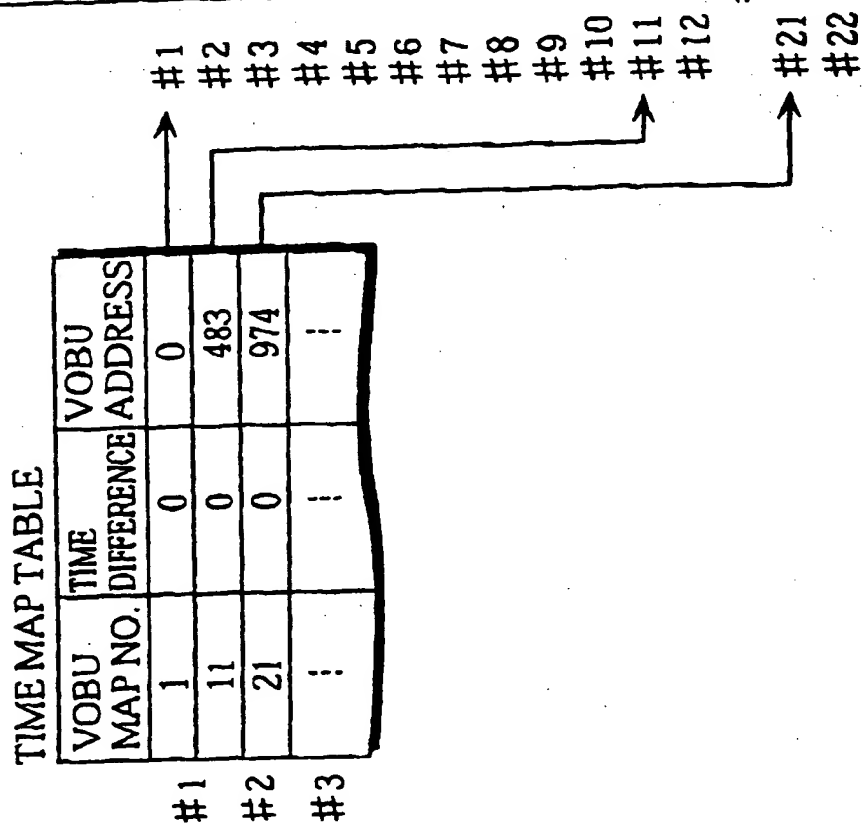 TIME MAP TABLE
VOBU MAP NO. TIME DIFFERENCE VOBU ADDRESS
#1 1 0 0
#2 11 0 483
#3 21 0 974
--- --- ---
#1
#2
#3
#4
#5
#6
#7
#8
#9
#10
#11
#12
:
#21
#22